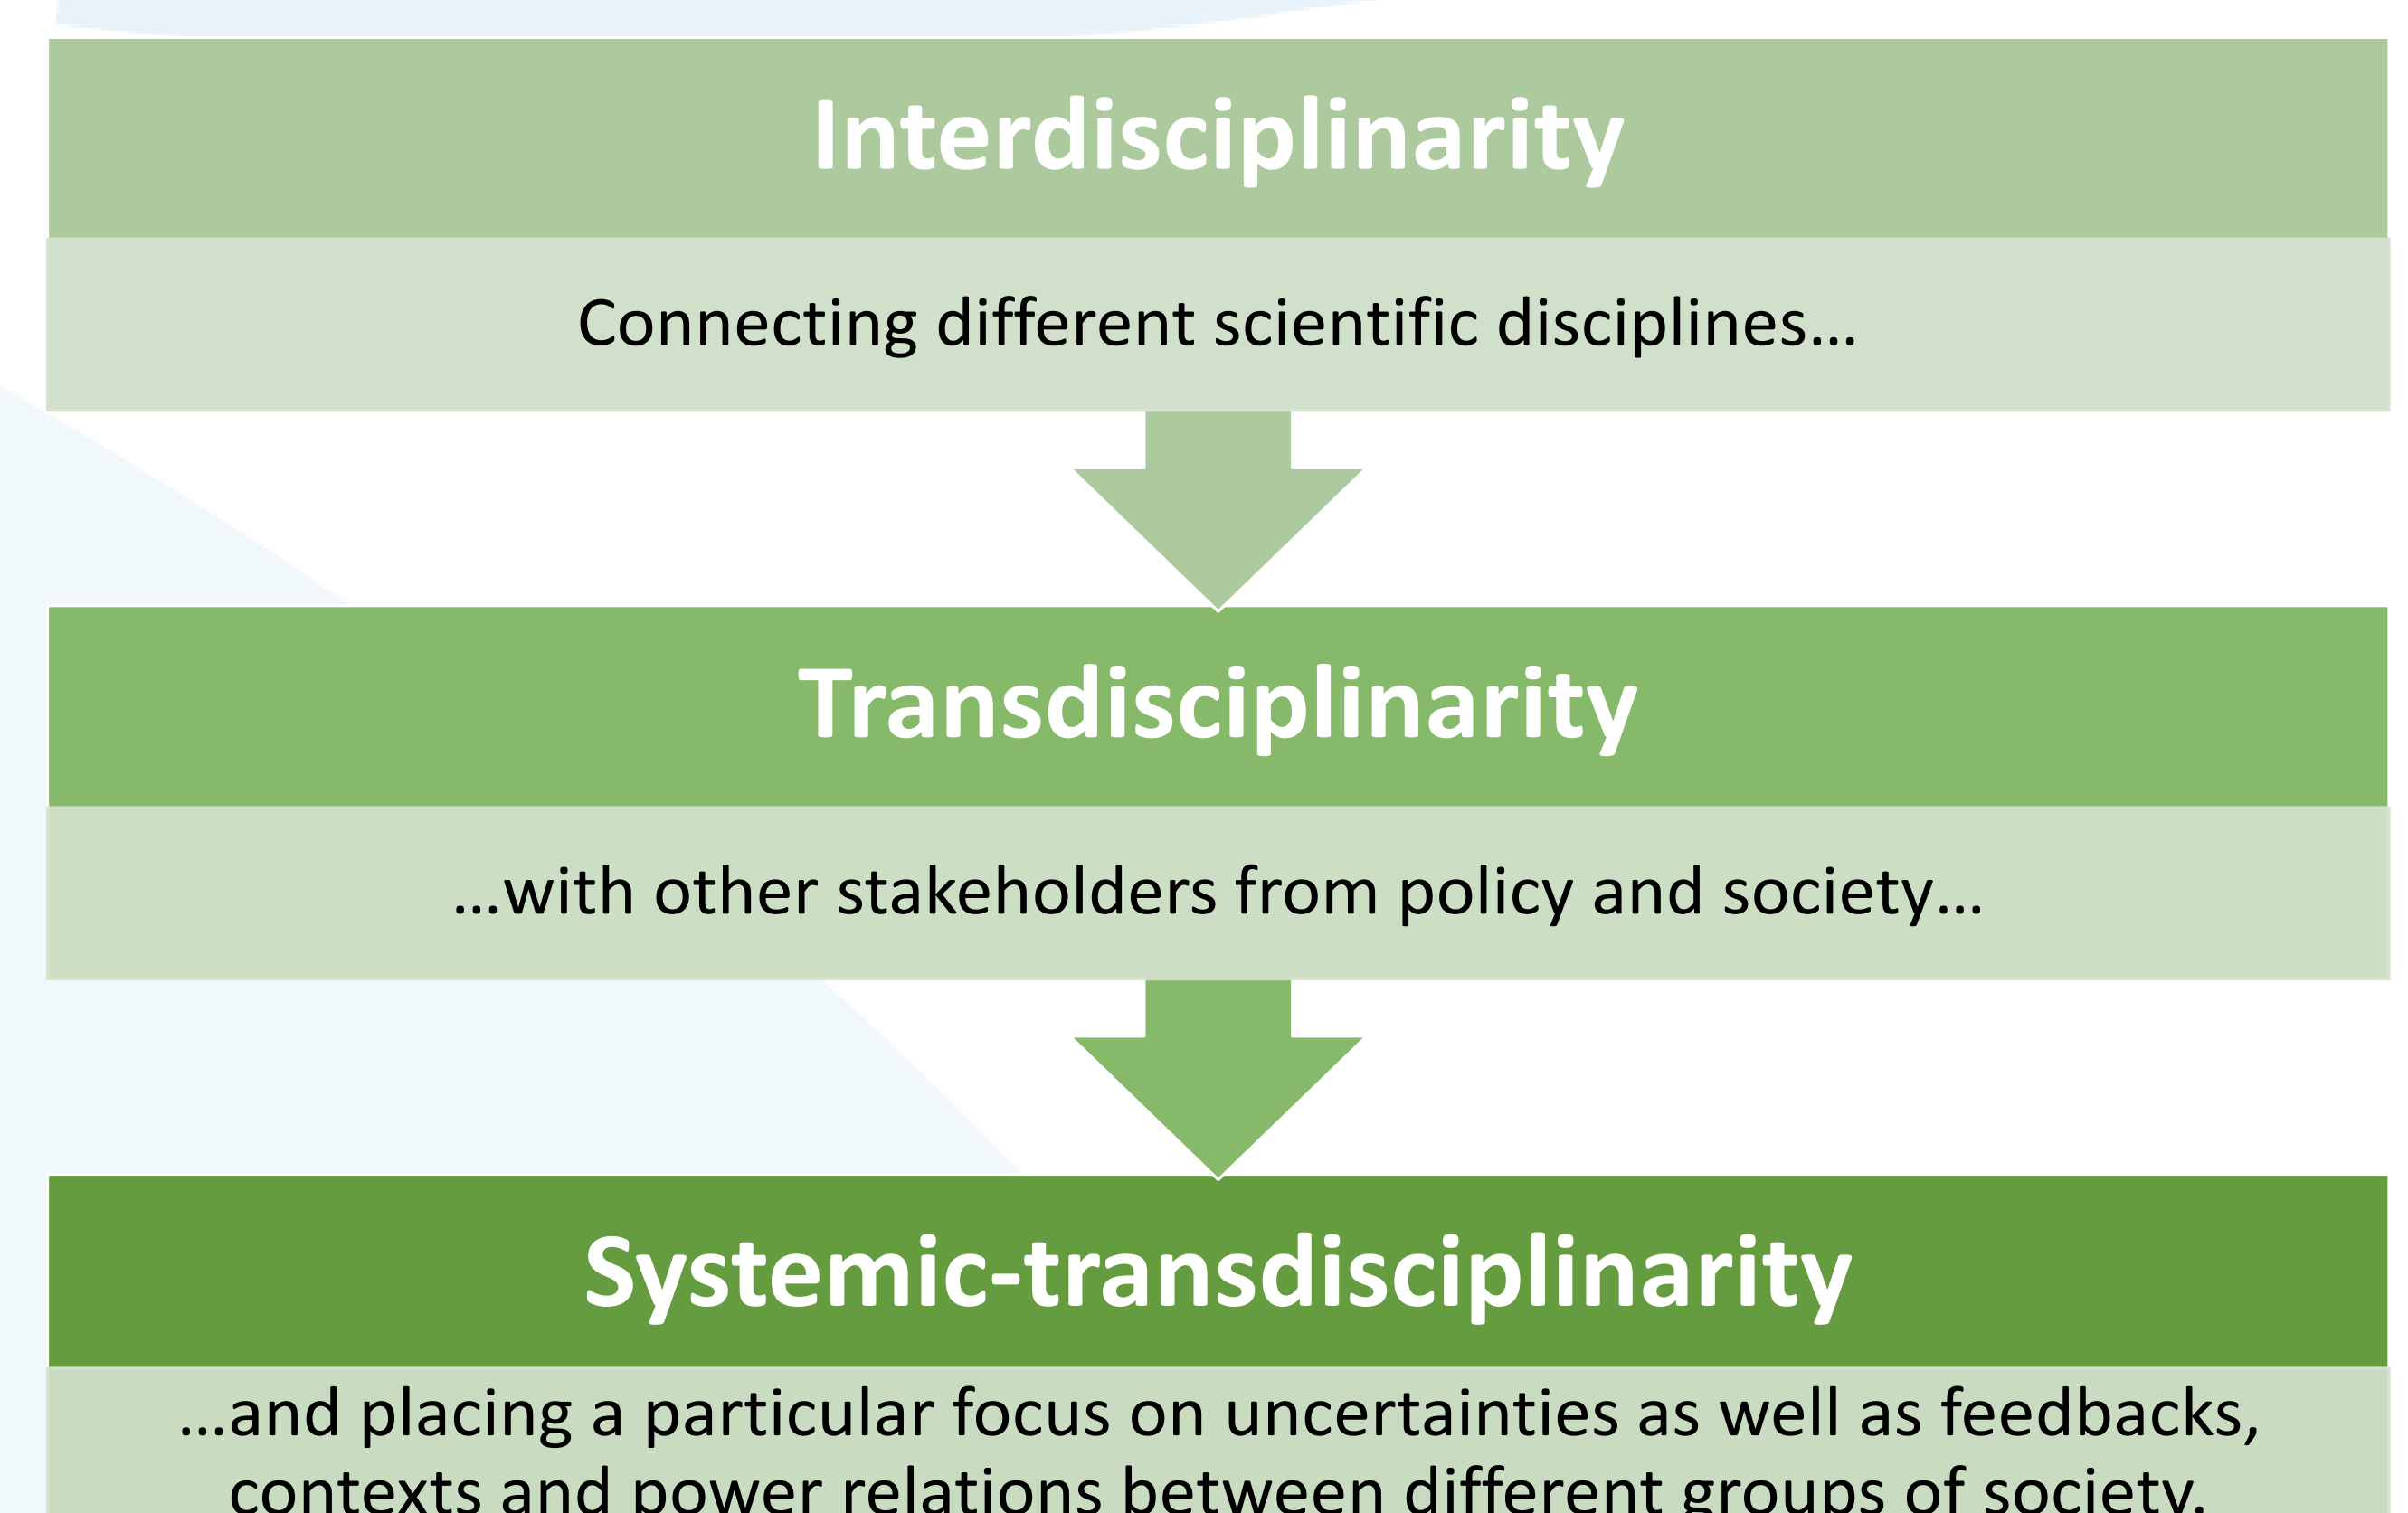 Interdisciplinarity
Connecting different scientific disciplines…
Transdisciplinarity
…with other stakeholders from policy and society…
Systemic-transdisciplinarity
…and placing a particular focus on uncertainties as well as feedbacks,
contexts and power relations between different groups of society.